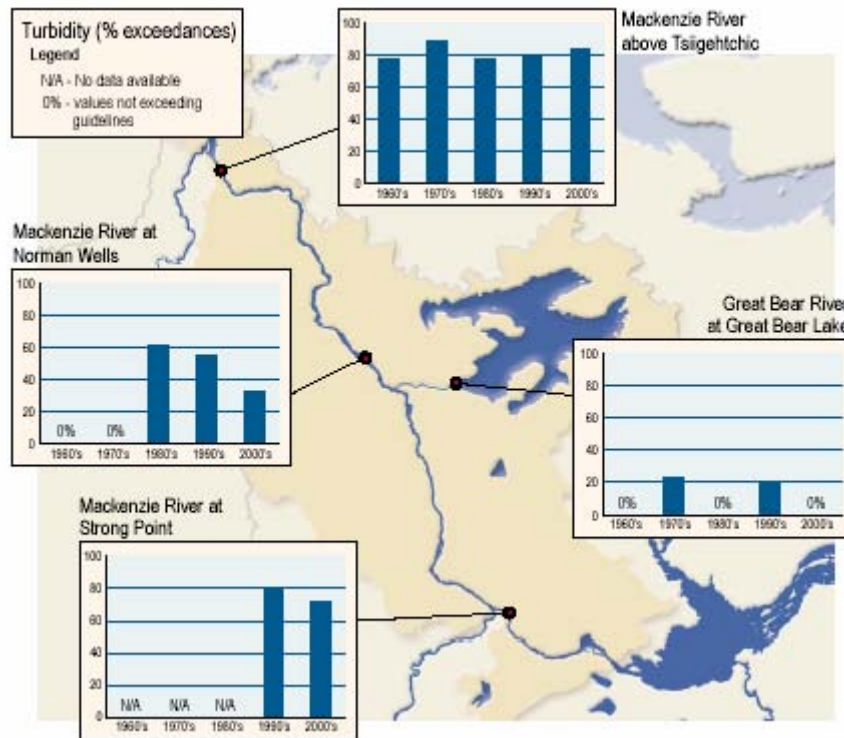 Turbidity (% exceedances)
Legend
N/A - No data available
0% - values not exceeding
guidelines
Mackenzie River
above Tsiigehtchic
100
80
60
40
20
0
1960's 1970's 1980's 1990's 2000's
Mackenzie River at
Norman Wells
100
80
60
40
20
0
0% 0%
1960's 1970's 1980's 1990's 2000's
Great Bear River
at Great Bear Lake
100
80
60
40
20
0
0% 0% 0%
1960's 1970's 1980's 1990's 2000's
Mackenzie River at
Strong Point
100
80
60
40
20
0
N/A N/A N/A
1960's 1970's 1980's 1990's 2000's